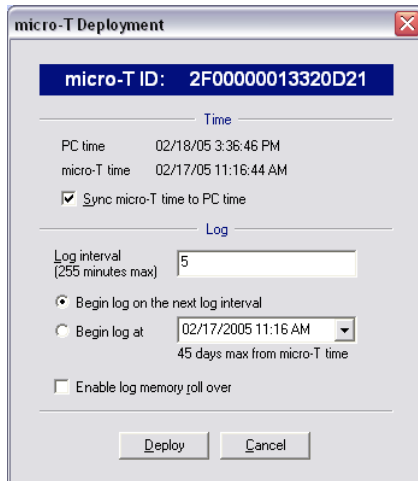 micro-T Deployment
micro-T ID: 2F00000013320D21
Time
PC time 02/18/05 3:36:46 PM
micro-T time 02/17/05 11:16:44 AM
Sync micro-T time to PC time
Log
Log interval
(255 minutes max) 5
Begin log on the next log interval
Begin log at 02/17/2005 11:16 AM
45 days max from micro-T time
Enable log memory roll over
Deploy Cancel